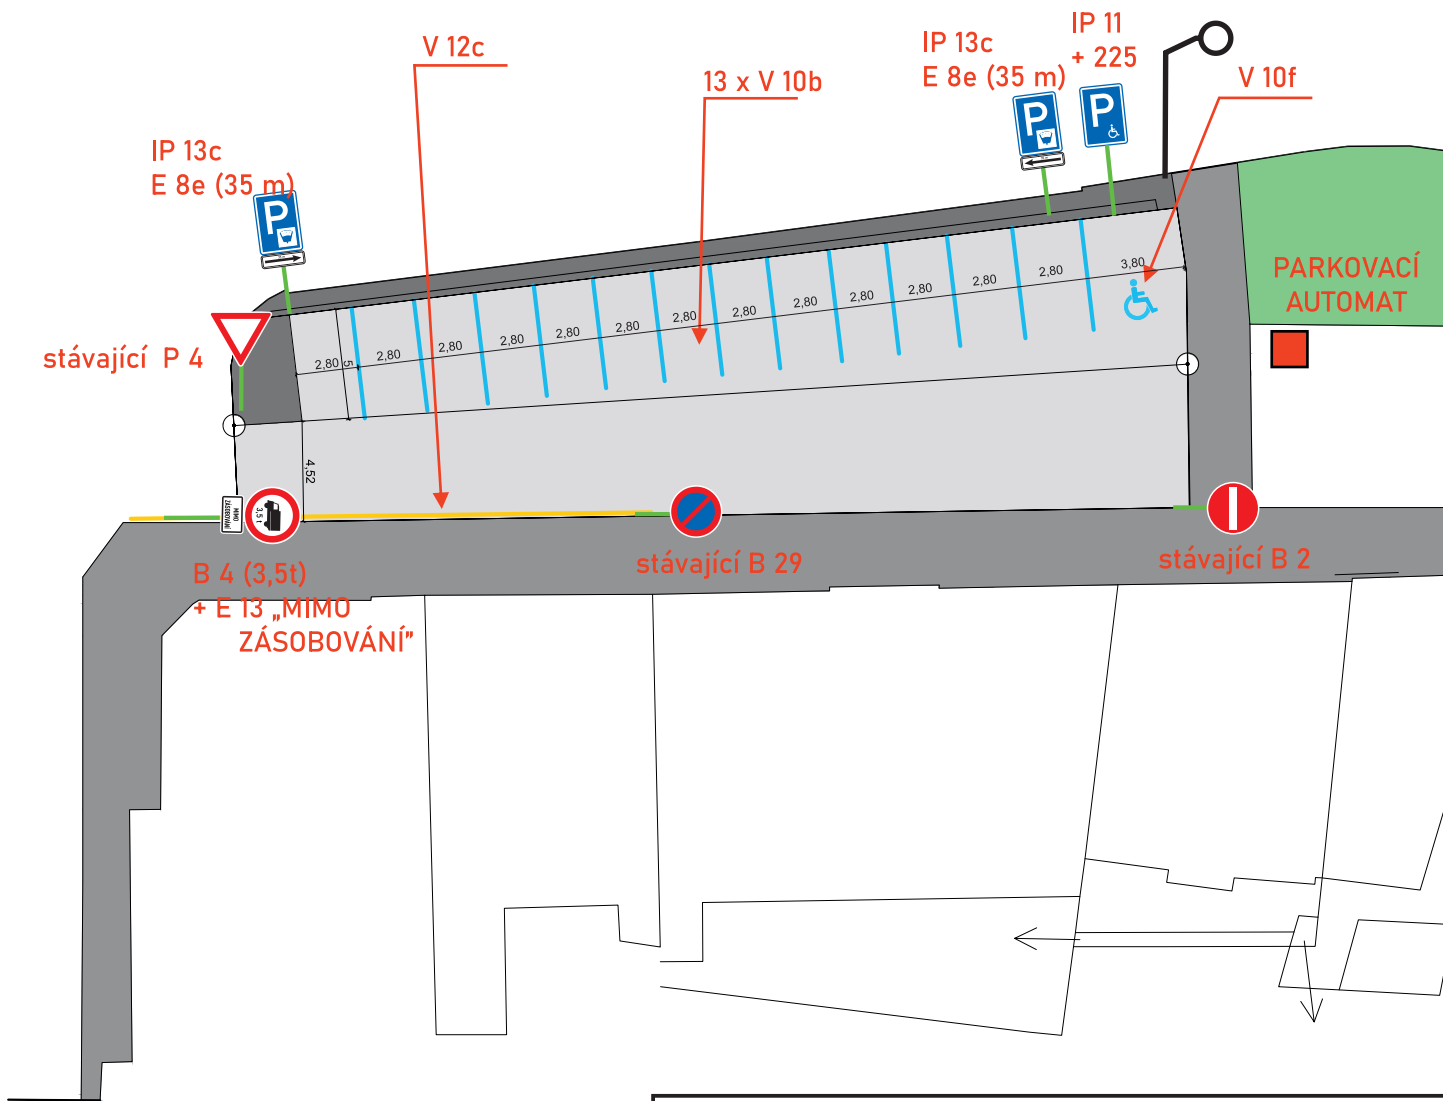 V 12c
13 x V 10b
IP 13c
E 8e (35 m)
IP 11
+ 225
V 10f
IP 13c
E 8e (35 m)
P
P
P
PARKOVACÍ
AUTOMAT
stávající P 4
2,80
2,80
2,80
2,80
2,80
2,80
2,80
2,80
2,80
2,80
2,80
2,80
2,80
3,80
5
4,52
MIMO
ZÁSOBOVÁNÍ
3,5 t
B 4 (3,5t)
+ E 13 „MIMO
ZÁSOBOVÁNÍ"
stávající B 29
stávající B 2